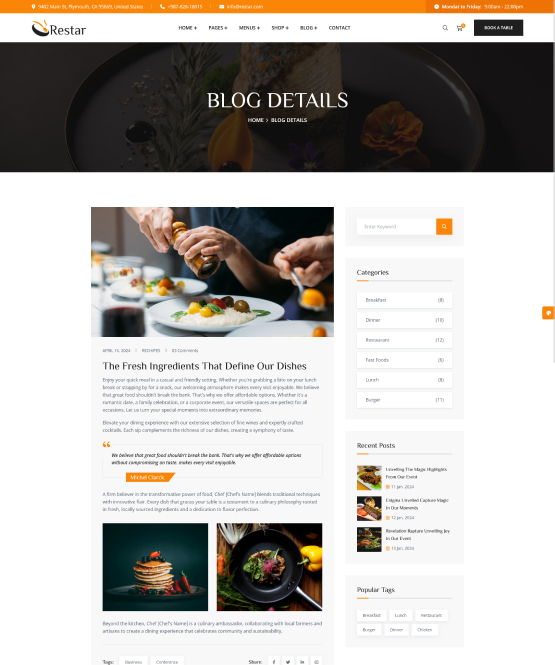 9402 Main St, Plymouth, CA 95669, United States
+987-628-10015
info@restar.com
Monday to Friday: 9:00am - 22:00pm
Restar
HOME + PAGES + MENUS + SHOP + BLOG + CONTACT
BOOK A TABLE
BLOG DETAILS
HOME > BLOG DETAILS
APRIL 15, 2024 RECHIPES 03 Comments
The Fresh Ingredients That Define Our Dishes
Enjoy your quick meal in a casual and friendly setting. Whether you're grabbing a bite on your lunch
break or stopping by for a snack, our welcoming atmosphere makes every visit enjoyable. We believe
that great food shouldn't break the bank. That's why we offer affordable options. Whether it's a
romantic date, a family celebration, or a corporate event, our versatile spaces are perfect for all
occasions. Let us turn your special moments into extraordinary memories.
Elevate your dining experience with our extensive selection of fine wines and expertly crafted
cocktails. Each sip complements the richness of our dishes, creating a symphony of taste.
We believe that great food shouldn't break the bank. That's why we offer affordable options
without compromising on taste. makes every visit enjoyable.
Michel Clarck
A firm believer in the transformative power of food, Chef [Chef's Name] blends traditional techniques
with innovative flair. Every dish that graces your table is a testament to a culinary philosophy rooted
in fresh, locally sourced ingredients and a dedication to flavor perfection.
Beyond the kitchen, Chef [Chef's Name] is a culinary ambassador, collaborating with local farmers and
artisans to create a dining experience that celebrates community and sustainability.
Tags: Business Conference Share:
Enter Keyword
Categories
Breakfast (8)
Dinner (10)
Restaurant (12)
Fast Foods (6)
Lunch (8)
Burger (11)
Recent Posts
Unveiling The Magic Highlights
From Our Event
11 Jan, 2024
Enigma Unveiled Capture Magic
In Our Moments
12 Jan, 2024
Revelation Rapture Unveiling Joy
In Our Event
13 Jan, 2024
Popular Tags
Breakfast Lunch Restaurant
Burger Dinner Chicken